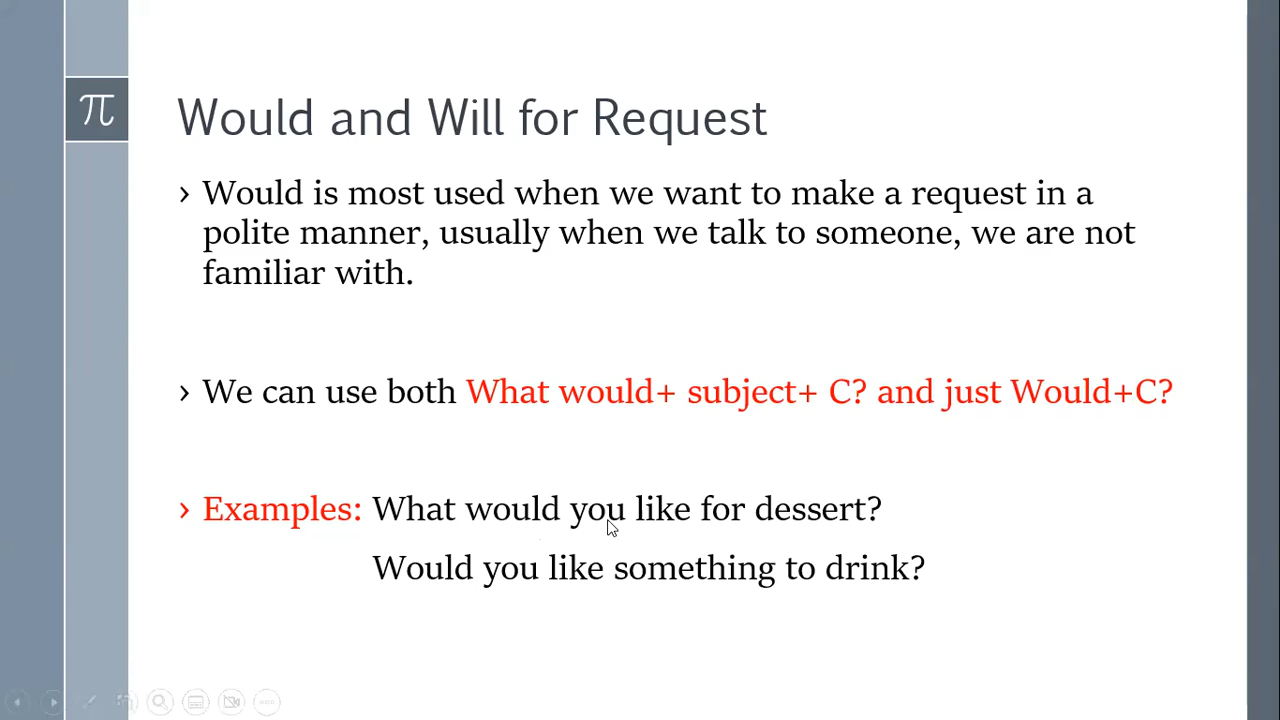 π
Would and Will for Request
› Would is most used when we want to make a request in a
polite manner, usually when we talk to someone, we are not
familiar with.
› We can use both What would+ subject+ C? and just Would+C?
› Examples: What would you like for dessert?
Would you like something to drink?